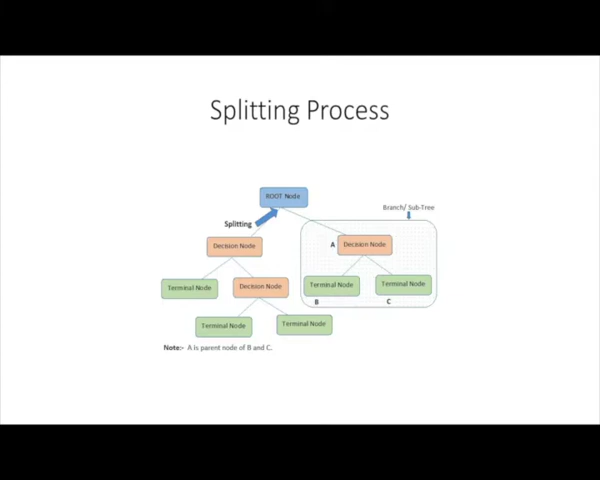 Splitting Process
ROOT Node
Branch/ Sub-Tree
Splitting
Decision Node
A
Decision Node
Terminal Node
Decision Node
Terminal Node
Terminal Node
B
C
Terminal Node
Terminal Node
Note:- A is parent node of B and C.